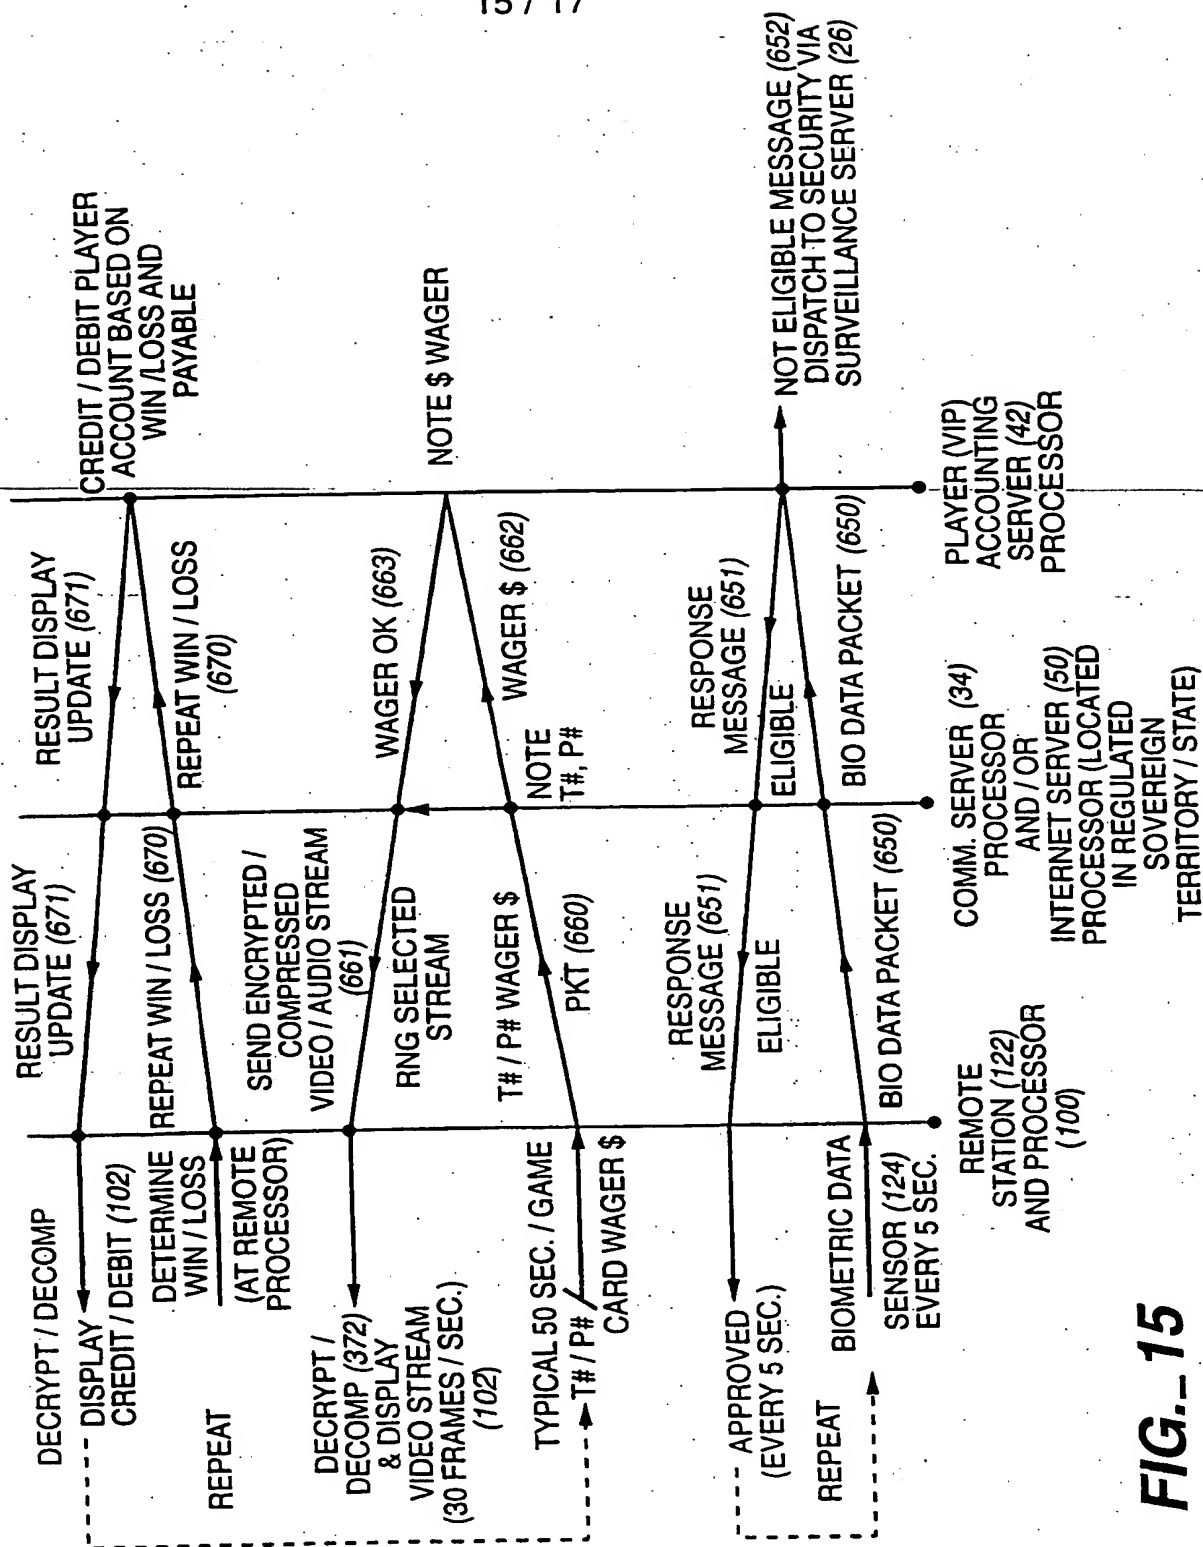 15 / 17
DECRYPT / DECOMP
DISPLAY
CREDIT / DEBIT (102)
REPEAT
DETERMINE
WIN / LOSS
(AT REMOTE
PROCESSOR)
RESULT DISPLAY
UPDATE (671)
REPEAT WIN / LOSS (670)
RESULT DISPLAY
UPDATE (671)
REPEAT WIN / LOSS
(670)
CREDIT / DEBIT PLAYER
ACCOUNT BASED ON
WIN /LOSS AND
PAYABLE
DECRYPT /
DECOMP (372)
& DISPLAY
VIDEO STREAM
(30 FRAMES / SEC.)
(102)
SEND ENCRYPTED /
COMPRESSED
VIDEO / AUDIO STREAM
(661)
RNG SELECTED
STREAM
WAGER OK (663)
NOTE $ WAGER
TYPICAL 50 SEC. / GAME
T# / P# /
CARD WAGER $
T# / P# WAGER $
PKT (660)
NOTE
T#, P#
WAGER $ (662)
APPROVED
(EVERY 5 SEC.)
REPEAT
RESPONSE
MESSAGE (651)
ELIGIBLE
RESPONSE
MESSAGE (651)
ELIGIBLE
NOT ELIGIBLE MESSAGE (652)
DISPATCH TO SECURITY VIA
SURVEILLANCE SERVER (26)
BIOMETRIC DATA
SENSOR (124)
EVERY 5 SEC.
BIO DATA PACKET (650)
BIO DATA PACKET (650)
REMOTE
STATION (122)
AND PROCESSOR
(100)
COMM. SERVER (34)
PROCESSOR
AND / OR
INTERNET SERVER (50)
PROCESSOR (LOCATED
IN REGULATED
SOVEREIGN
TERRITORY / STATE)
PLAYER (VIP)
ACCOUNTING
SERVER (42)
PROCESSOR
FIG._15